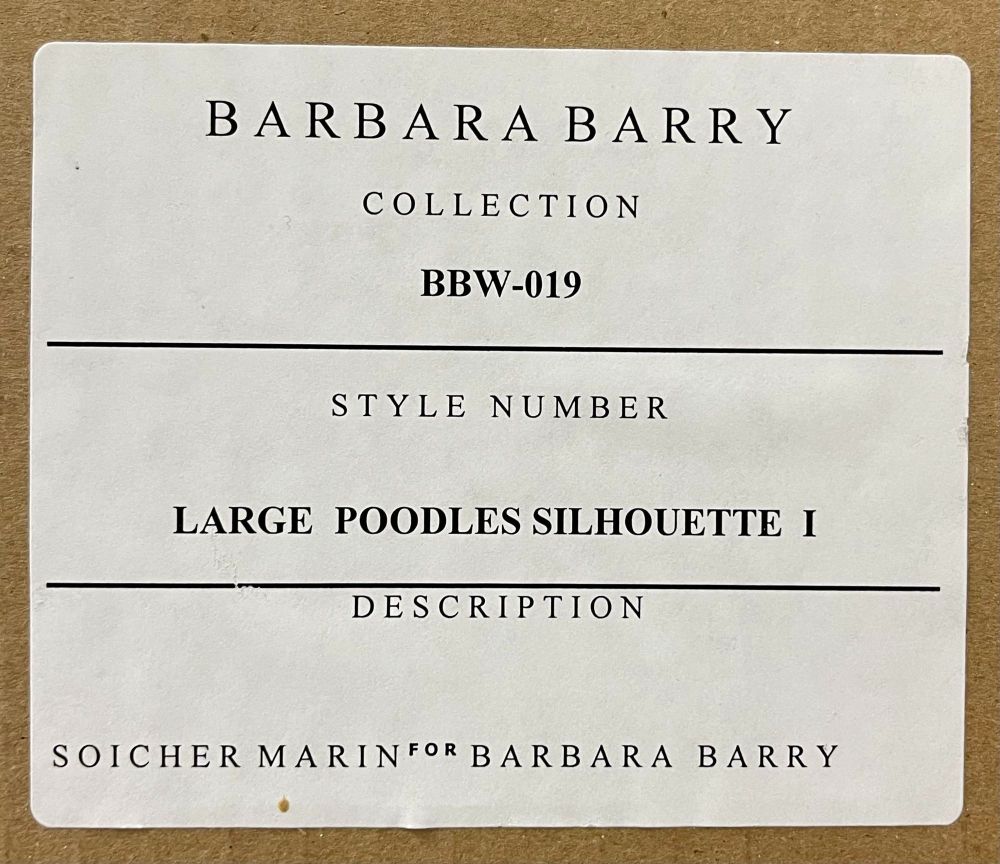 BARBARA BARRY
COLLECTION
BBW-019
STYLE NUMBER
LARGE POODLES SILHOUETTE I
DESCRIPTION
SOICHER MARIN FOR BARBARA BARRY